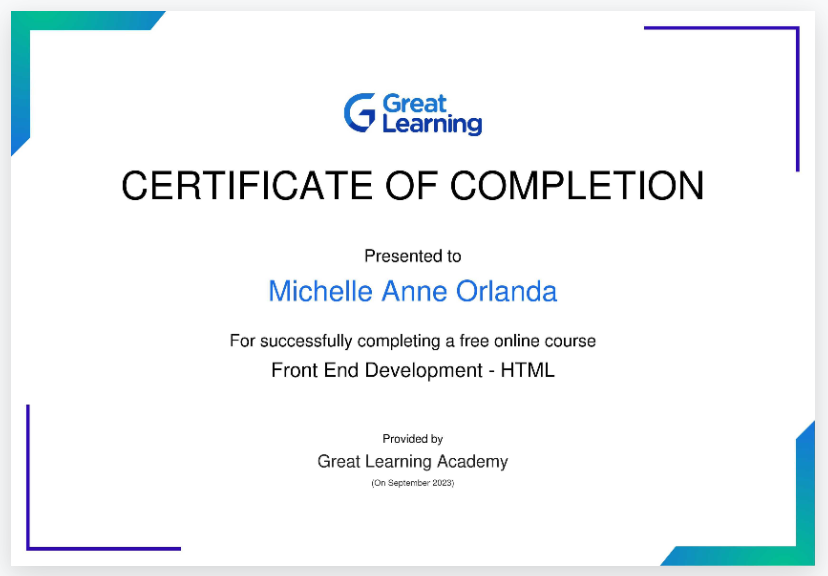 Great
Learning
CERTIFICATE OF COMPLETION
Presented to
Michelle Anne Orlanda
For successfully completing a free online course
Front End Development - HTML
Provided by
Great Learning Academy
(On September 2023)